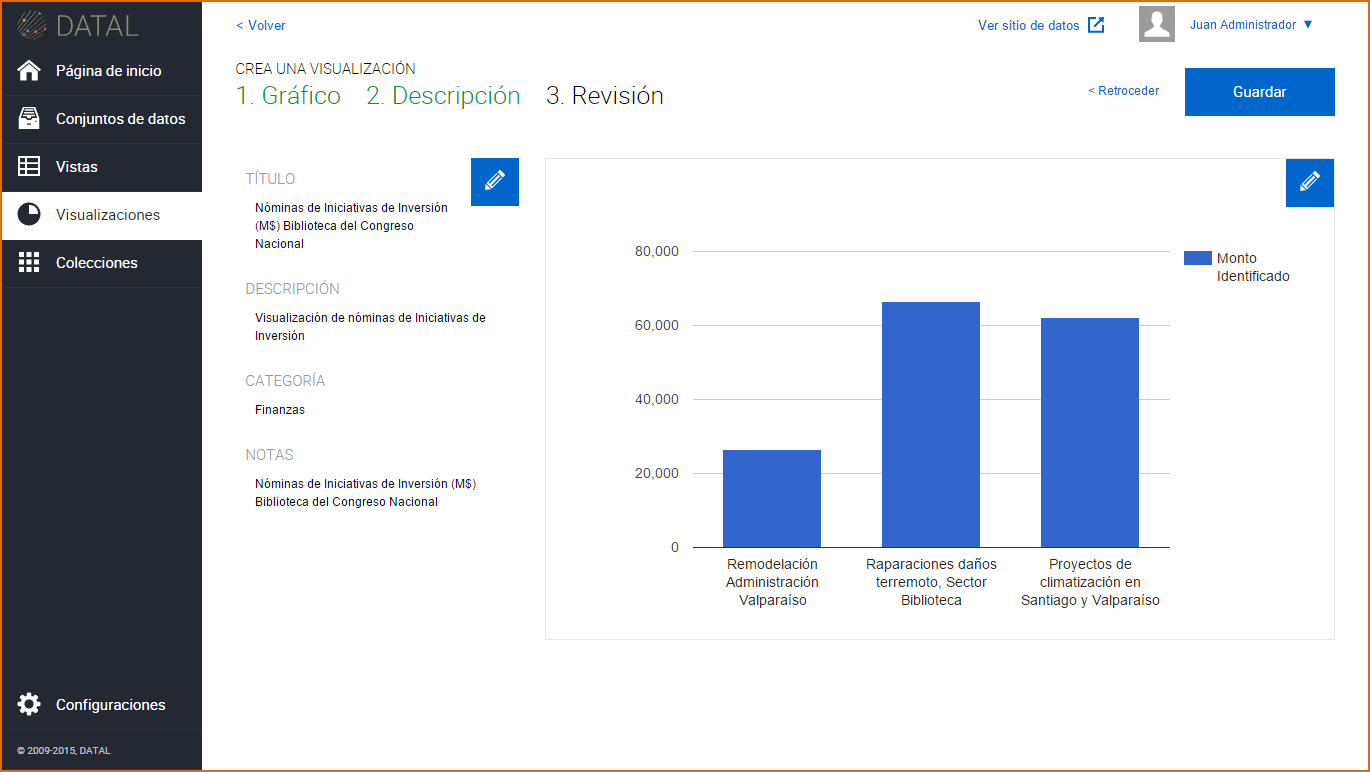 DATAL
Página de inicio
Conjuntos de datos
Vistas
Visualizaciones
Colecciones
Configuraciones
© 2009-2015, DATAL
< Volver
Ver sitio de datos
Juan Administrador ▼
CREA UNA VISUALIZACIÓN
1. Gráfico 2. Descripción 3. Revisión
< Retroceder
Guardar
TÍTULO
Nóminas de Iniciativas de Inversión
(M$) Biblioteca del Congreso
Nacional
DESCRIPCIÓN
Visualización de nóminas de Iniciativas de
Inversión
CATEGORÍA
Finanzas
NOTAS
Nóminas de Iniciativas de Inversión (M$)
Biblioteca del Congreso Nacional
80,000
60,000
40,000
20,000
0
Remodelación
Administración
Valparaíso
Raparaciones daños
terremoto, Sector
Biblioteca
Proyectos de
climatización en
Santiago y Valparaíso
Monto
Identificado